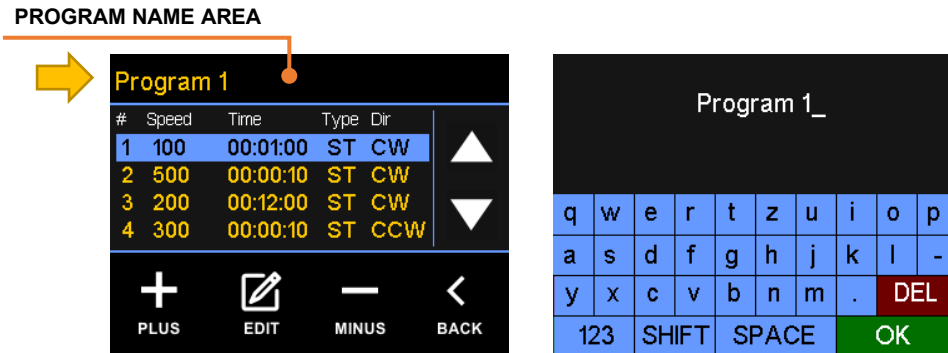 PROGRAM NAME AREA
Program 1
# Speed Time Type Dir
1 100 00:01:00 ST CW
2 500 00:00:10 ST CW
3 200 00:12:00 ST CW
4 300 00:00:10 ST CCW
PLUS EDIT MINUS BACK
Program 1_
q w e r t z u i o p
a s d f g h j k l -
y x c v b n m . DEL
123 SHIFT SPACE OK